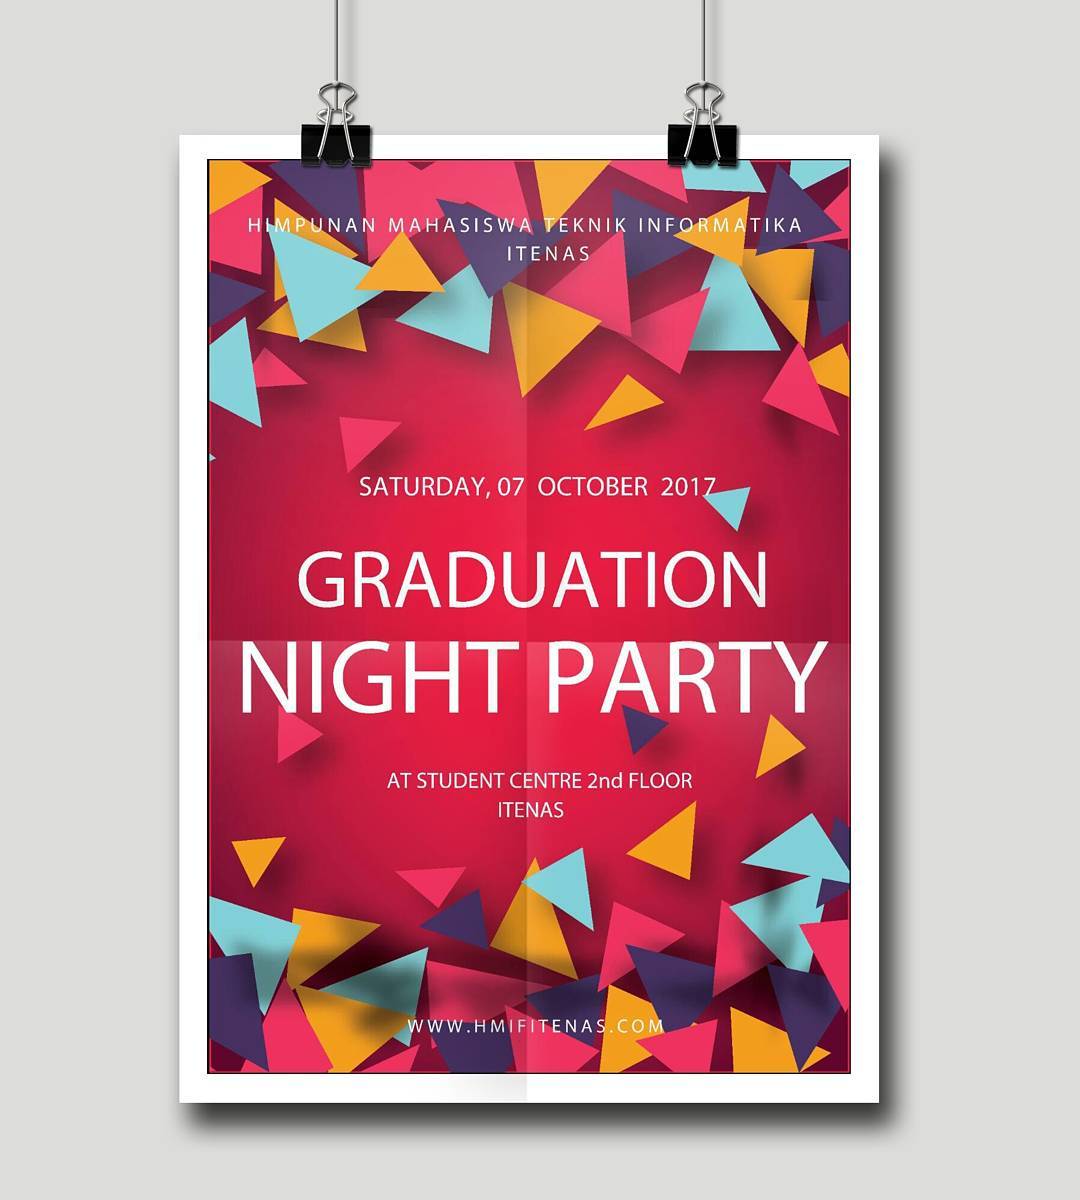 HIMPUNAN MAHASISWA TEKNIK INFORMATIKA
ITENAS
SATURDAY, 07 OCTOBER 2017
GRADUATION
NIGHT PARTY
AT STUDENT CENTRE 2nd FLOOR
ITENAS
WWW.HMIFITENAS.COM